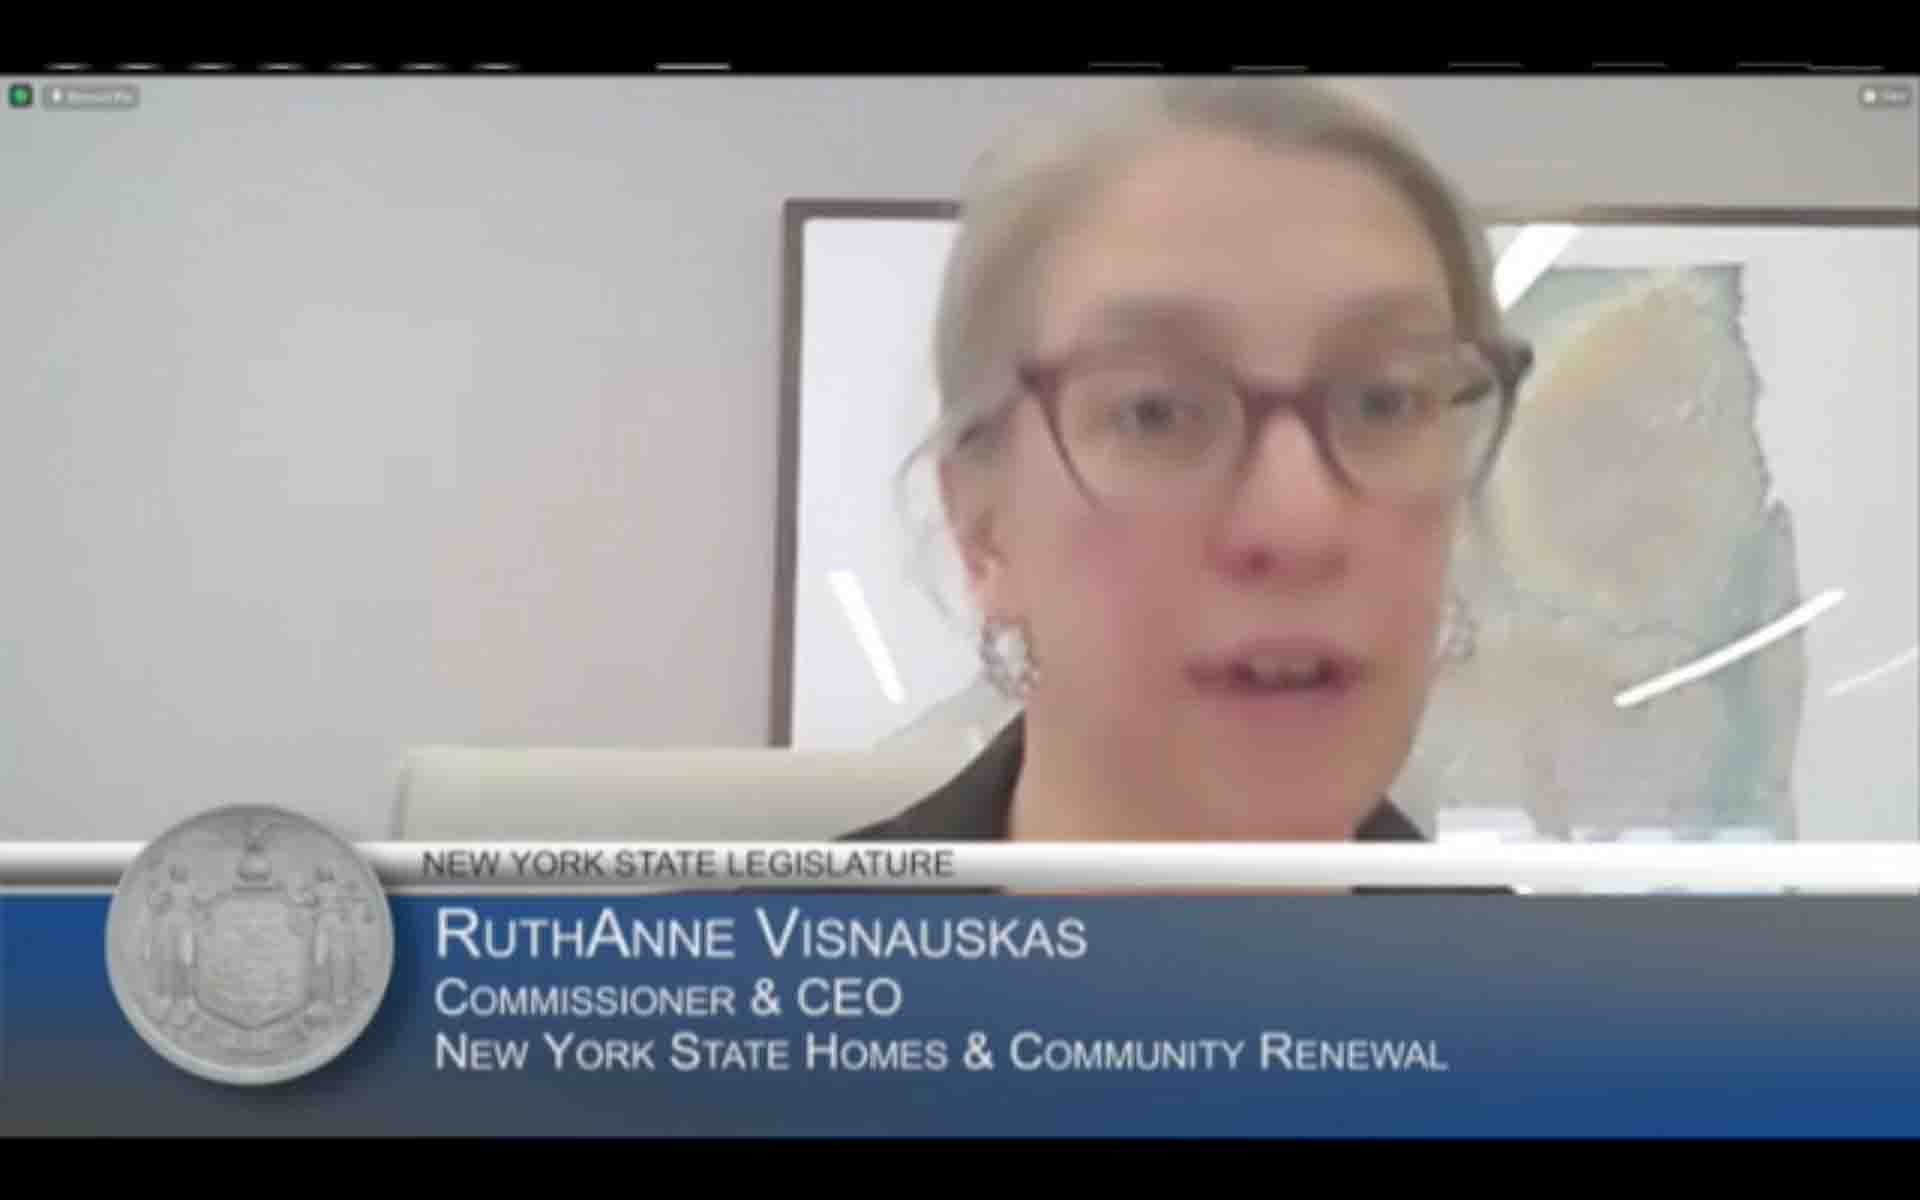 NEW YORK STATE LEGISLATURE
RUTHANNE VISNAUSKAS
COMMISSIONER & CEO
NEW YORK STATE HOMES & COMMUNITY RENEWAL